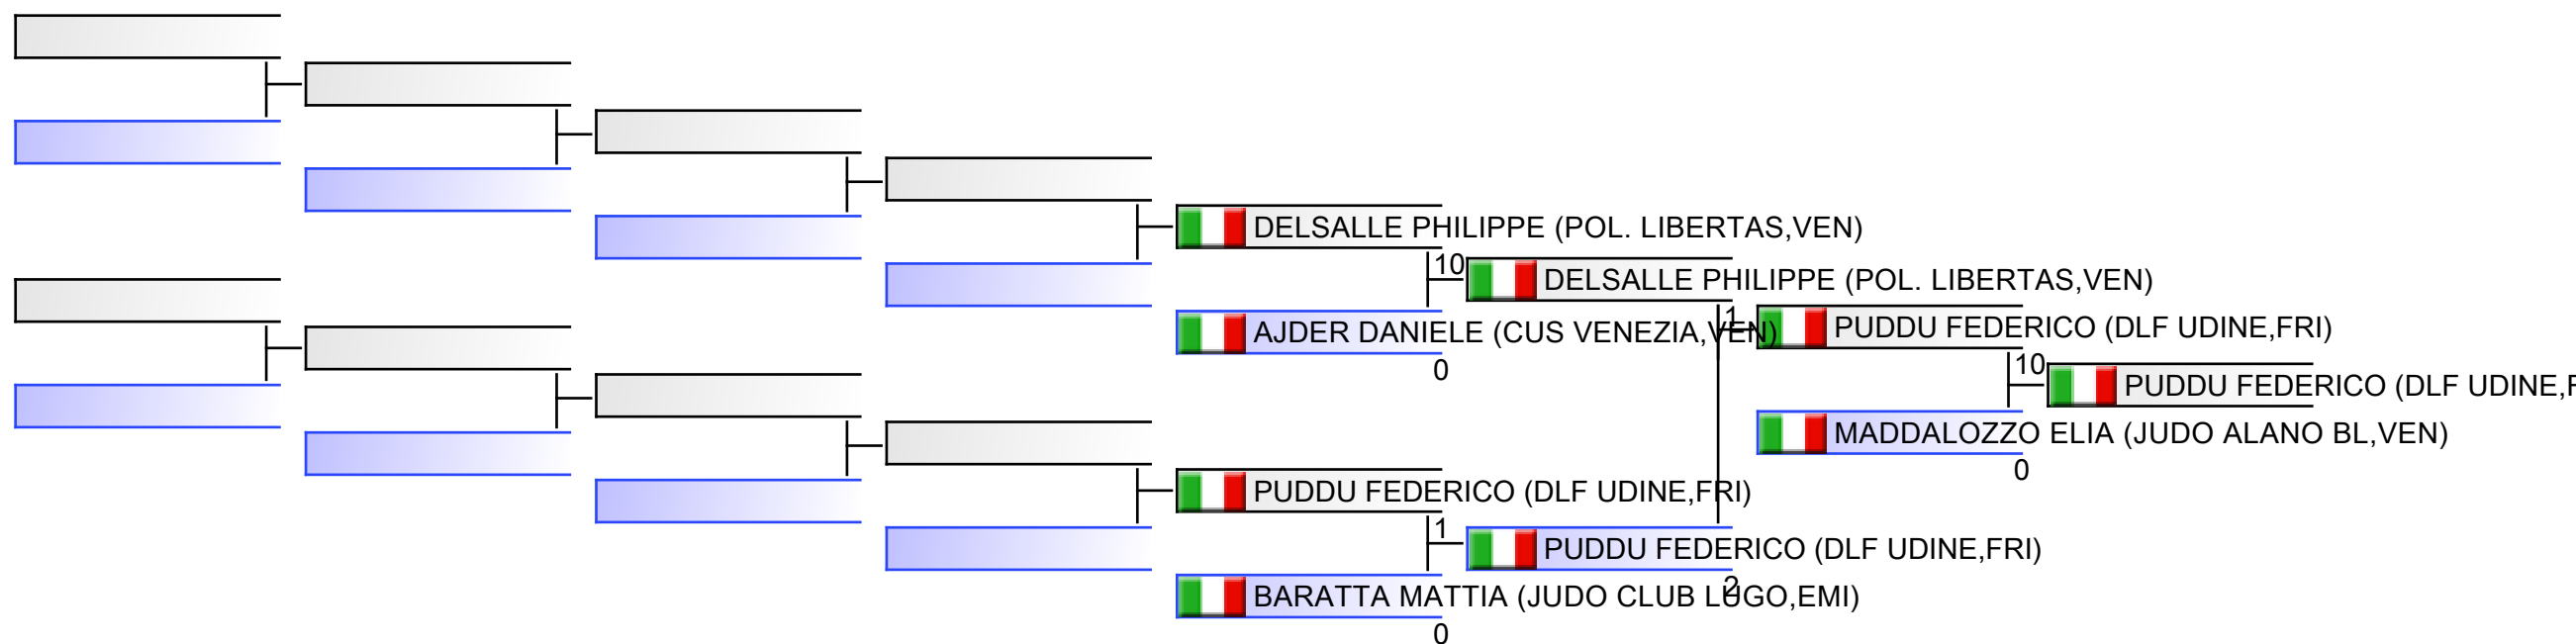 DELSALLE PHILIPPE (POL. LIBERTAS,VEN)
10
DELSALLE PHILIPPE (POL. LIBERTAS,VEN)
AJDER DANIELE (CUS VENEZIA,VEN)
0
1
PUDDU FEDERICO (DLF UDINE,FRI)
10
PUDDU FEDERICO (DLF UDINE,F
MADDALOZZO ELIA (JUDO ALANO BL,VEN)
0
PUDDU FEDERICO (DLF UDINE,FRI)
1
PUDDU FEDERICO (DLF UDINE,FRI)
2
BARATTA MATTIA (JUDO CLUB LUGO,EMI)
0